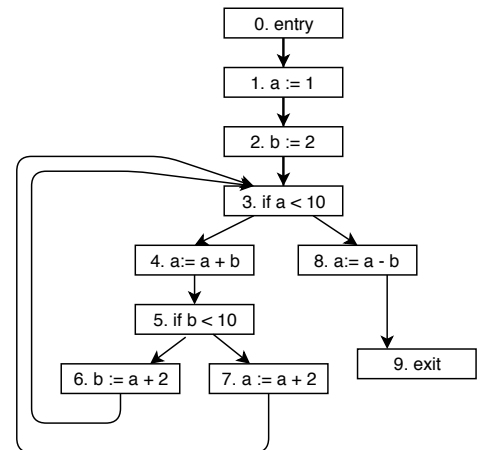 0. entry
1. a := 1
2. b := 2
3. if a < 10
4. a:= a + b
8. a:= a - b
5. if b < 10
6. b := a + 2
7. a := a + 2
9. exit